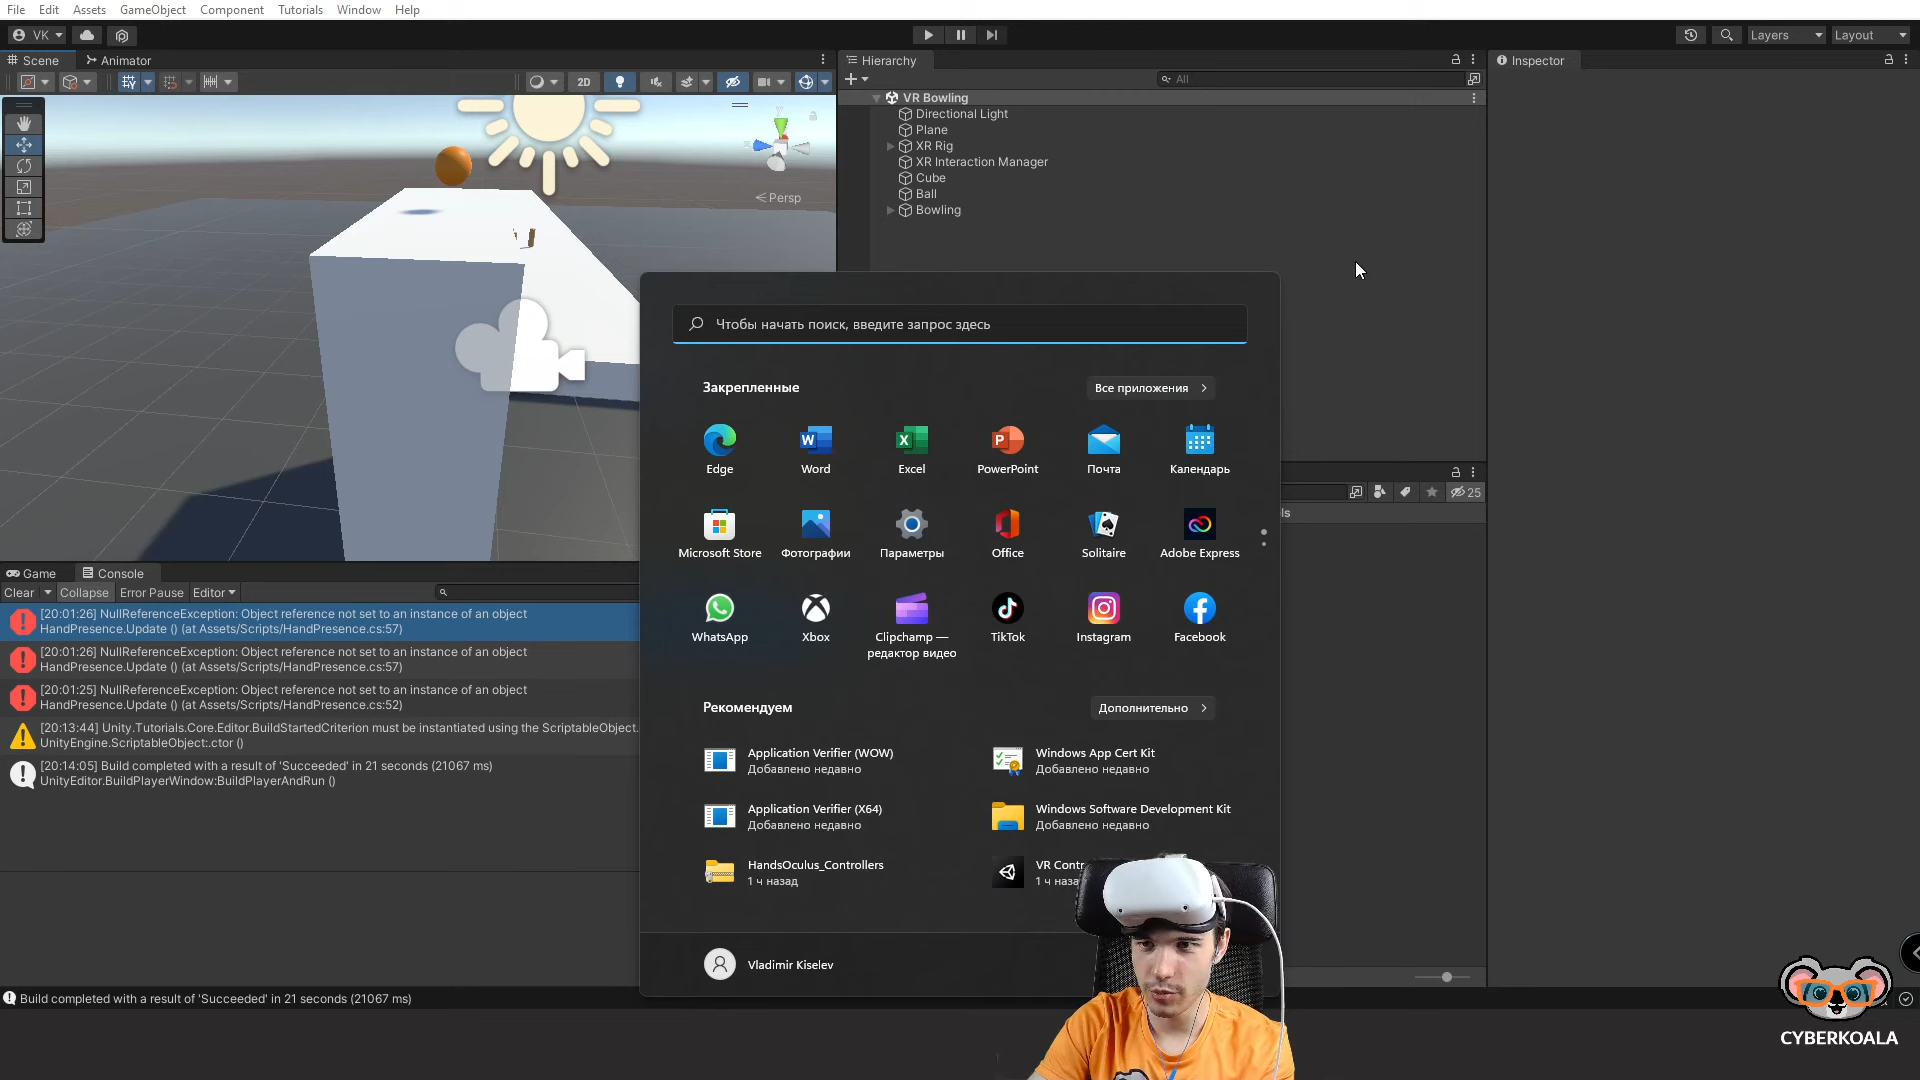 File Edit Assets GameObject Component Tutorials Window Help
VK
Layers
Layout
Scene
Animator
Hierarchy
Inspector
2D
All
VR Bowling
Directional Light
Plane
XR Rig
XR Interaction Manager
Cube
Ball
Bowling
Persp
Чтобы начать поиск, введите запрос здесь
Закрепленные
Все приложения
Edge
Word
Excel
PowerPoint
Почта
Календарь
Microsoft Store
Фотографии
Параметры
Office
Solitaire
Adobe Express
WhatsApp
Xbox
Clipchamp —
редактор видео
TikTok
Instagram
Facebook
25
Рекомендуем
Дополнительно
Application Verifier (WOW)
Добавлено недавно
Windows App Cert Kit
Добавлено недавно
Application Verifier (X64)
Добавлено недавно
Windows Software Development Kit
Добавлено недавно
HandsOculus_Controllers
1 ч назад
VR Contr
1 ч наза
Vladimir Kiselev
Game
Console
Clear
Collapse
Error Pause
Editor
[20:01:26] NullReferenceException: Object reference not set to an instance of an object
HandPresence.Update () (at Assets/Scripts/HandPresence.cs:57)
[20:01:26] NullReferenceException: Object reference not set to an instance of an object
HandPresence.Update () (at Assets/Scripts/HandPresence.cs:57)
[20:01:25] NullReferenceException: Object reference not set to an instance of an object
HandPresence.Update () (at Assets/Scripts/HandPresence.cs:52)
[20:13:44] Unity.Tutorials.Core.Editor.BuildStartedCriterion must be instantiated using the ScriptableObject.
UnityEngine.ScriptableObject:.ctor ()
[20:14:05] Build completed with a result of 'Succeeded' in 21 seconds (21067 ms)
UnityEditor.BuildPlayerWindow:BuildPlayerAndRun ()
Build completed with a result of 'Succeeded' in 21 seconds (21067 ms)
CYBERKOALA